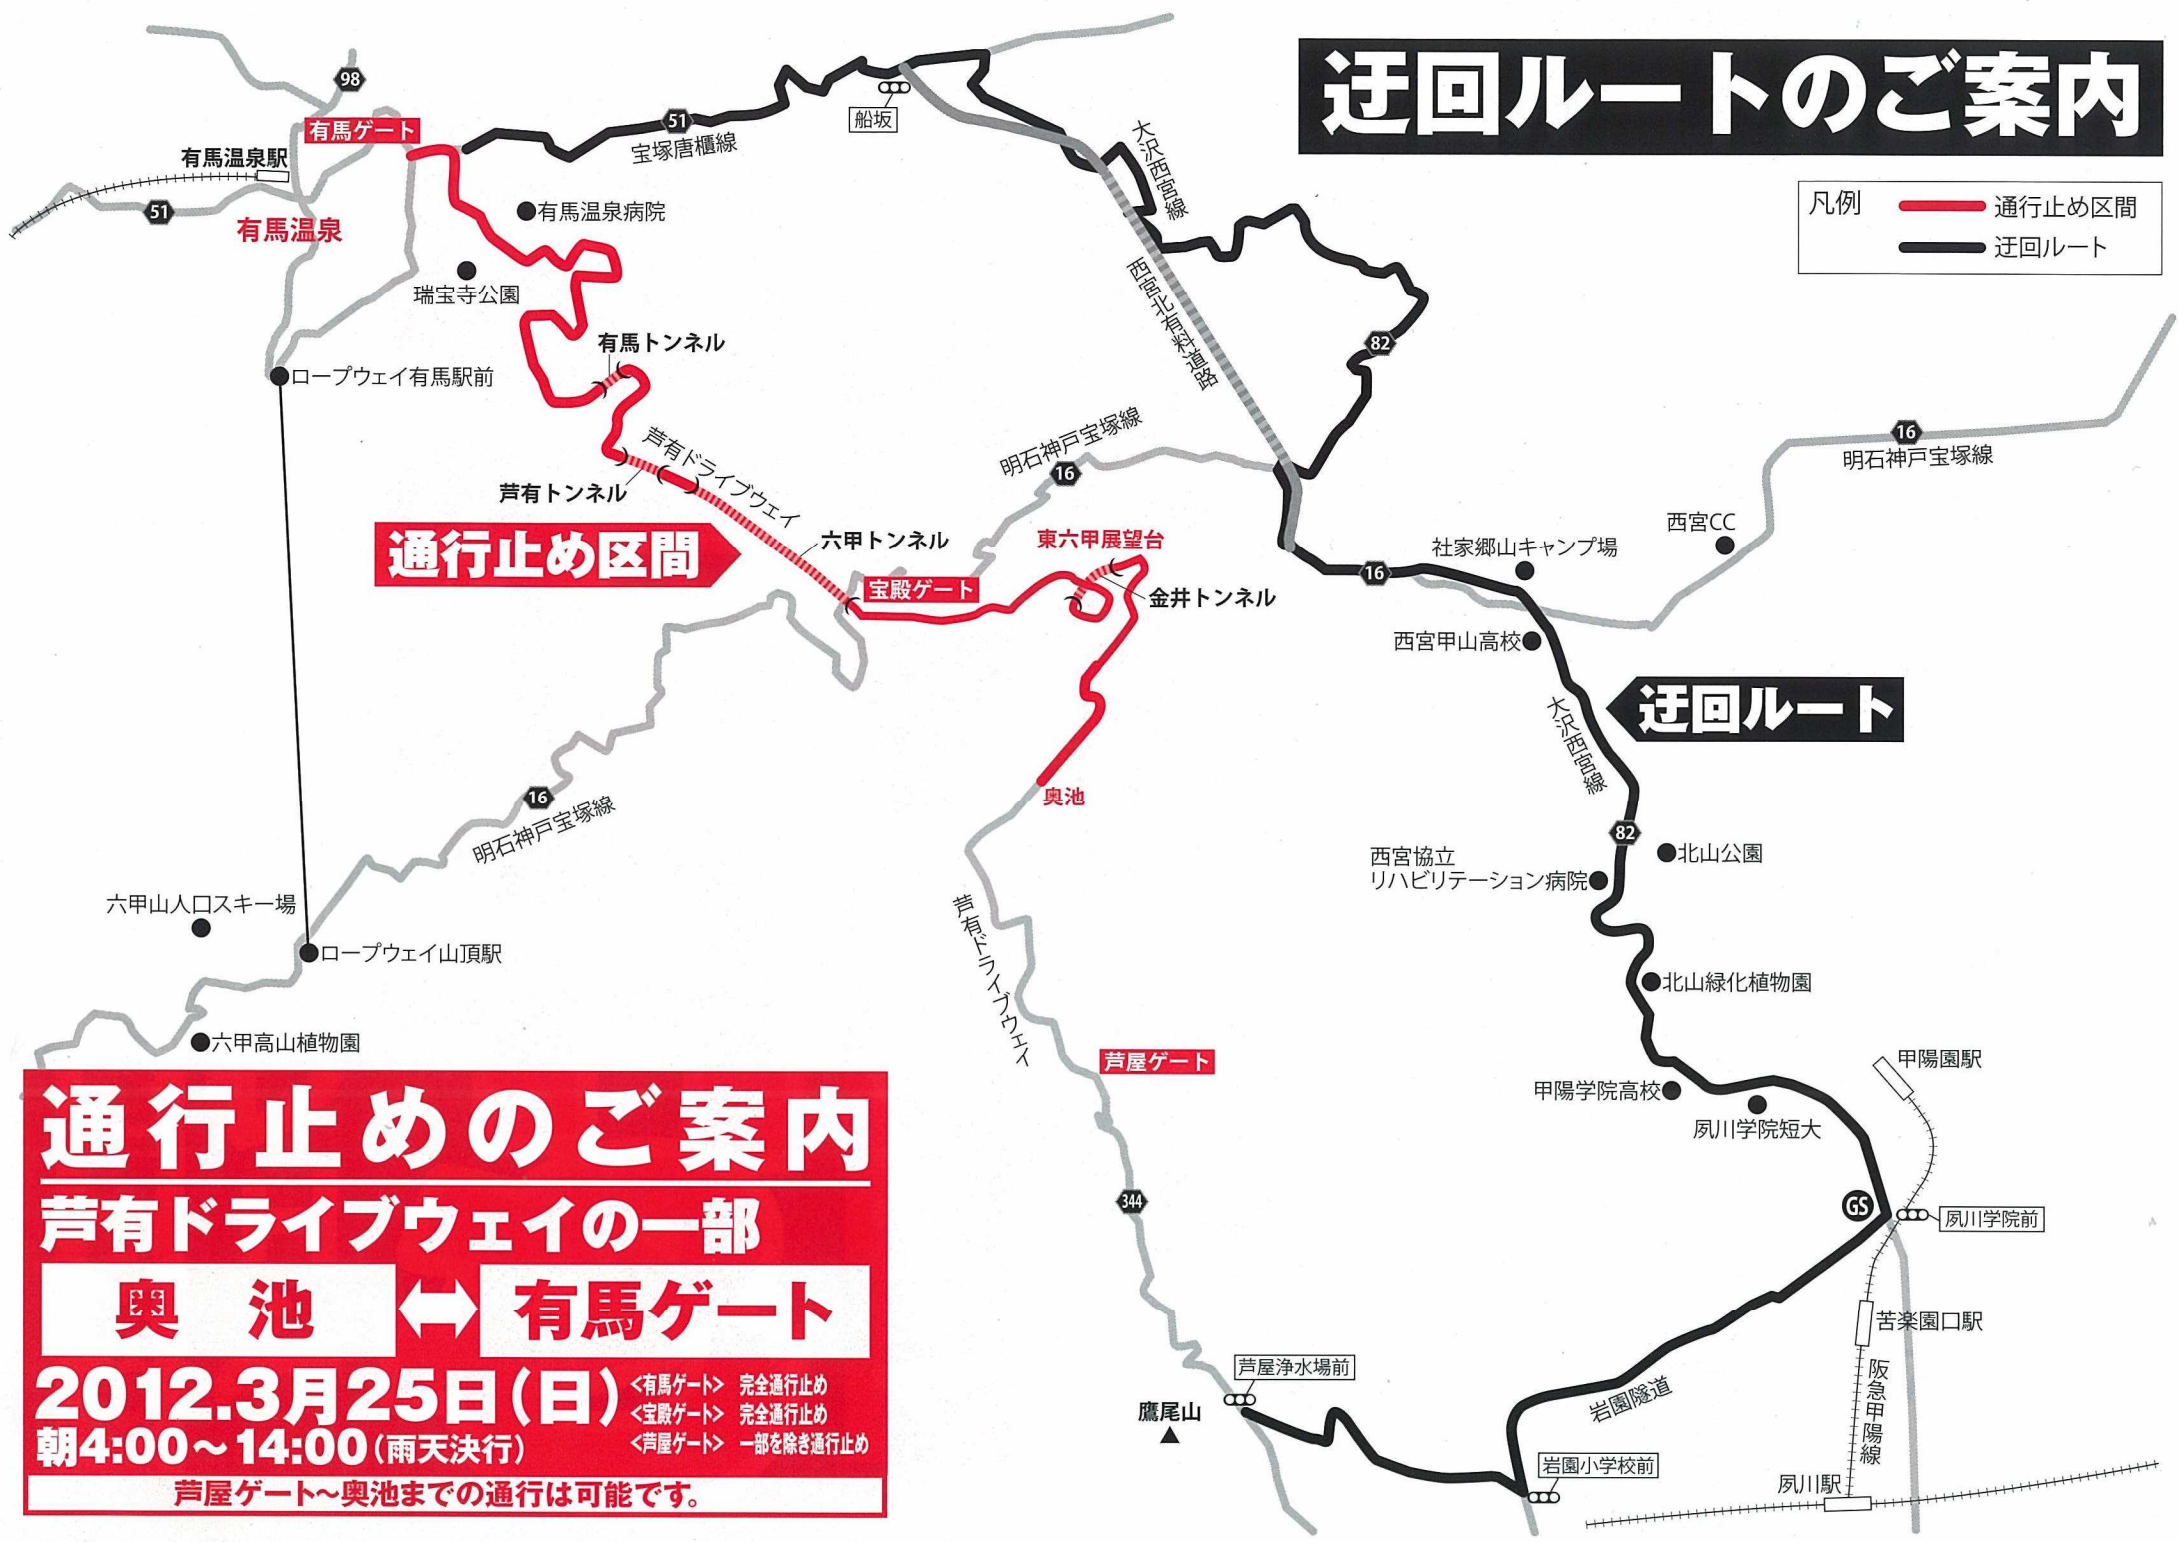 迂回ルートのご案内
凡例
通行止め区間
迂回ルート
98
有馬ゲート
有馬温泉駅
51
有馬温泉
51
宝塚唐櫃線
船坂
大沢西宮線
有馬温泉病院
瑞宝寺公園
西宮北有料道路
82
有馬トンネル
ロープウェイ有馬駅前
芦有ドライブウェイ
芦有トンネル
明石神戸宝塚線
16
16
明石神戸宝塚線
西宮CC
通行止め区間
六甲トンネル
宝殿ゲート
東六甲展望台
金井トンネル
16
社家郷山キャンプ場
西宮甲山高校
迂回ルート
大沢西宮線
奥池
16
明石神戸宝塚線
82
北山公園
西宮協立
リハビリテーション病院
六甲山人口スキー場
ロープウェイ山頂駅
芦有ドライブウェイ
北山緑化植物園
六甲高山植物園
芦屋ゲート
甲陽園駅
甲陽学院高校
夙川学院短大
344
GS
夙川学院前
苦楽園口駅
阪急甲陽線
芦屋浄水場前
鷹尾山
岩園隧道
岩園小学校前
夙川駅
通行止めのご案内
芦有ドライブウェイの一部
奥池
有馬ゲート
2012.3月25日(日)
朝4:00～14:00(雨天決行)
<有馬ゲート> 完全通行止め
<宝殿ゲート> 完全通行止め
<芦屋ゲート> 一部を除き通行止め
芦屋ゲート～奥池までの通行は可能です。